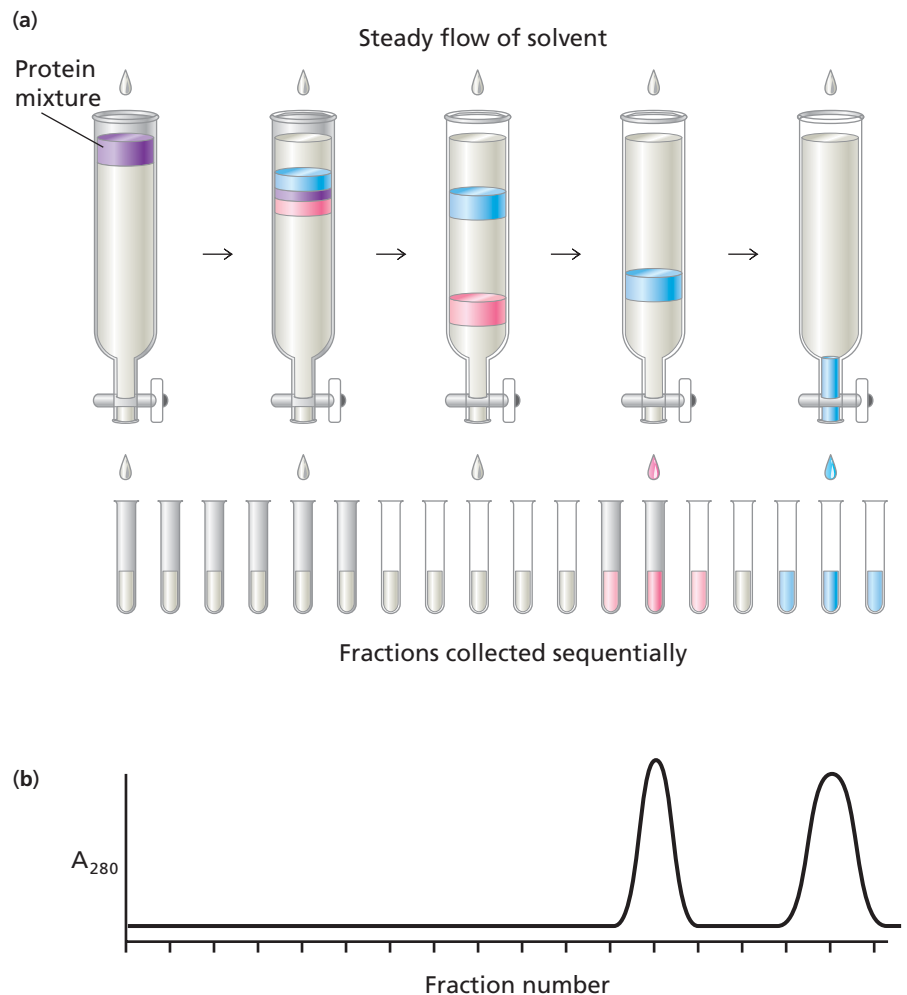 (a)
Steady flow of solvent
Protein
mixture
Fractions collected sequentially
(b)
A₂₈₀
Fraction number